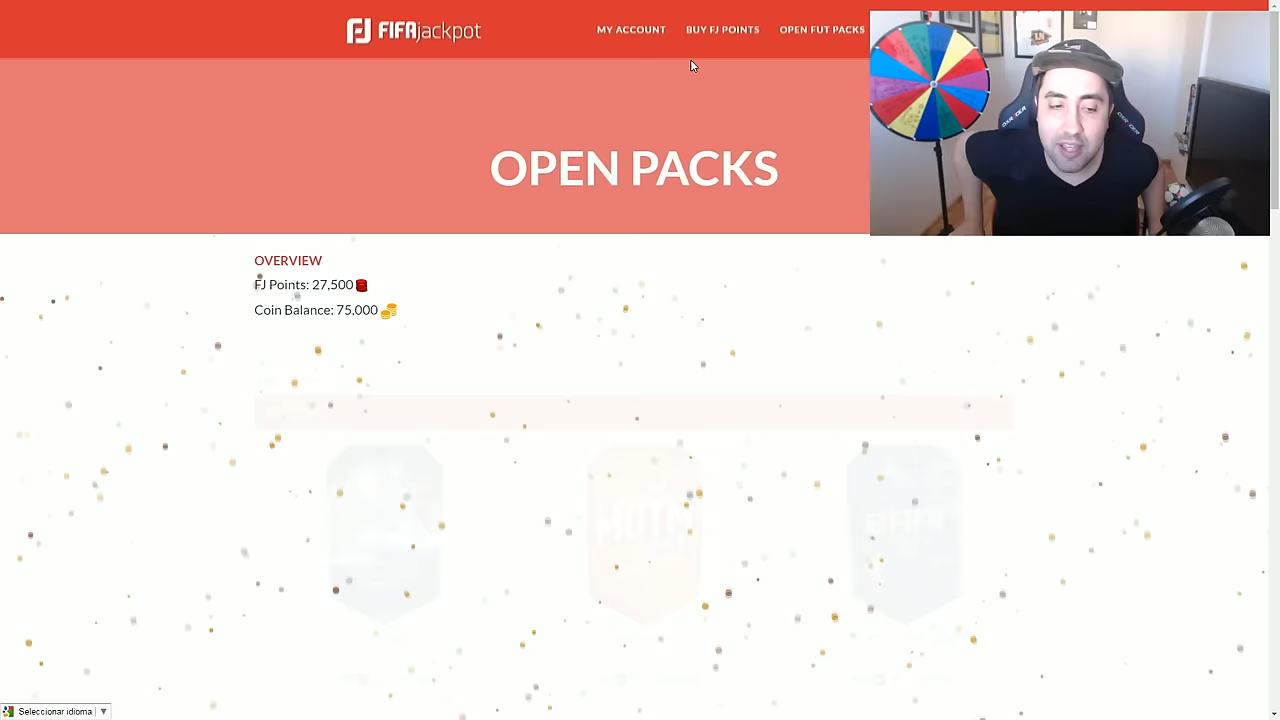 FIFAjackpot
MY ACCOUNT
BUY FJ POINTS
OPEN FUT PACKS
OPEN PACKS
OVERVIEW
FJ Points: 27,500
Coin Balance: 75,000
Seleccionar idioma